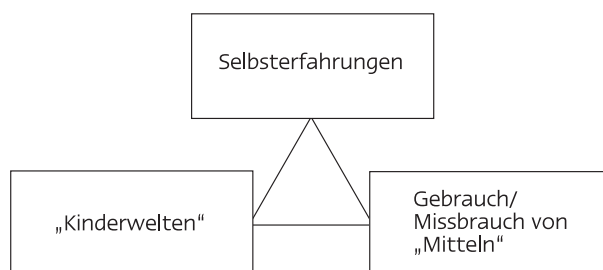 Selbsterfahrungen
„Kinderwelten“
Gebrauch/
Missbrauch von
„Mitteln“